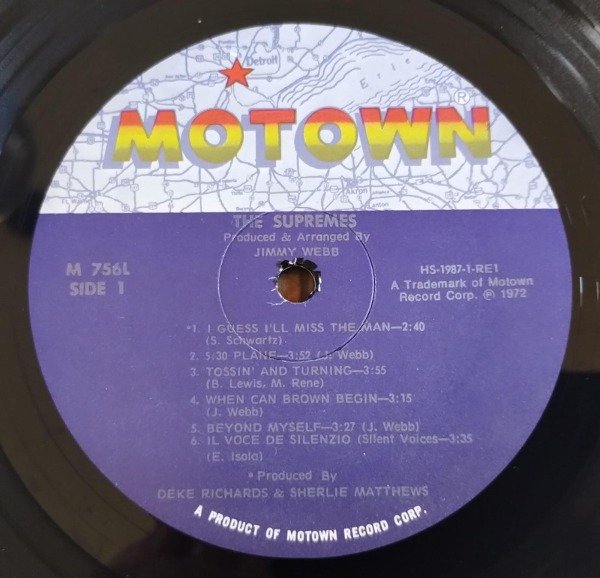 Detroit
Erie
MOTOWN®
Akron
Canton
THE SUPREMES
Produced & Arranged By
JIMMY WEBB
M 756L
SIDE 1
HS-1987-1-RE1
A Trademark of Motown
Record Corp. ℗ 1972
*1. I GUESS I'LL MISS THE MAN—2:40
(S. Schwartz)
2. 5:30 PLANE—3:52 (J. Webb)
3. TOSSIN' AND TURNING—3:55
(B. Lewis, M. Rene)
4. WHEN CAN BROWN BEGIN—3:15
(J. Webb)
5. BEYOND MYSELF—3:27 (J. Webb)
6. IL VOCE DE SILENZIO (Silent Voices—3:35
(E. Isola)
*Produced By
DEKE RICHARDS & SHERLIE MATTHEWS
A PRODUCT OF MOTOWN RECORD CORP.